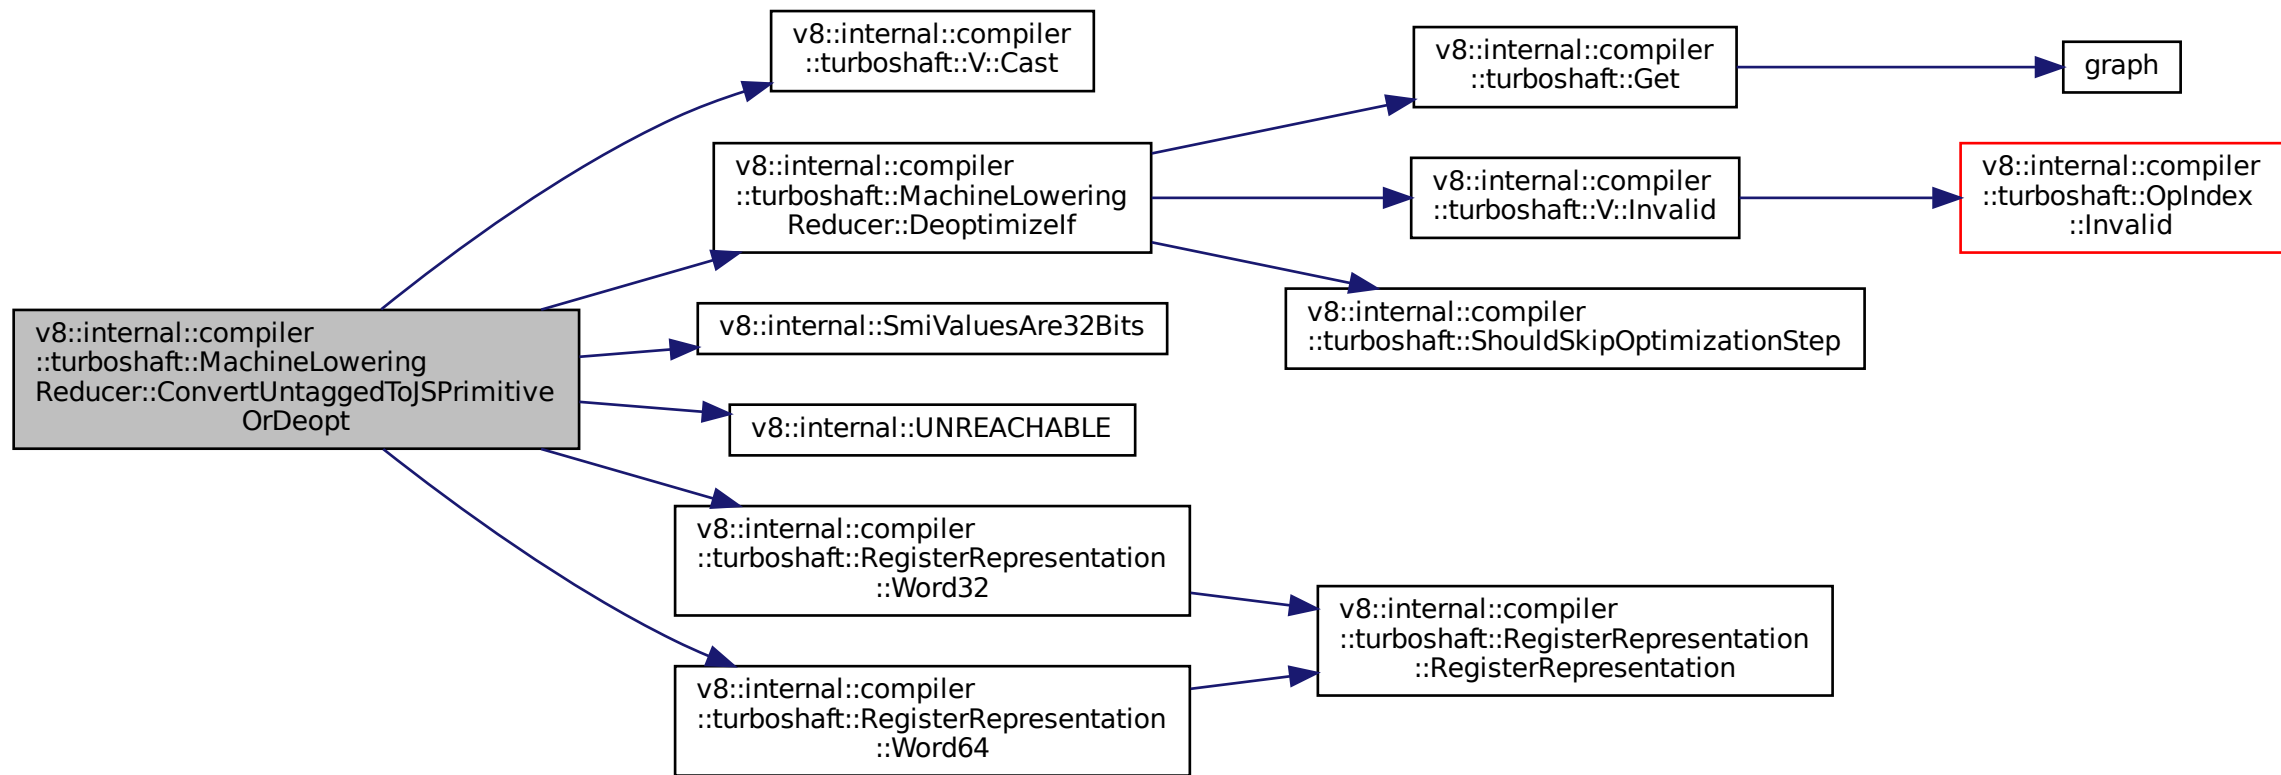 v8::internal::compiler
::turboshaft::MachineLowering
Reducer::ConvertUntaggedToJSPrimitive
OrDeopt
v8::internal::compiler
::turboshaft::V::Cast
v8::internal::compiler
::turboshaft::MachineLowering
Reducer::DeoptimizeIf
v8::internal::compiler
::turboshaft::Get
graph
v8::internal::compiler
::turboshaft::V::Invalid
v8::internal::compiler
::turboshaft::OpIndex
::Invalid
v8::internal::compiler
::turboshaft::ShouldSkipOptimizationStep
v8::internal::SmiValuesAre32Bits
v8::internal::UNREACHABLE
v8::internal::compiler
::turboshaft::RegisterRepresentation
::Word32
v8::internal::compiler
::turboshaft::RegisterRepresentation
::RegisterRepresentation
v8::internal::compiler
::turboshaft::RegisterRepresentation
::Word64